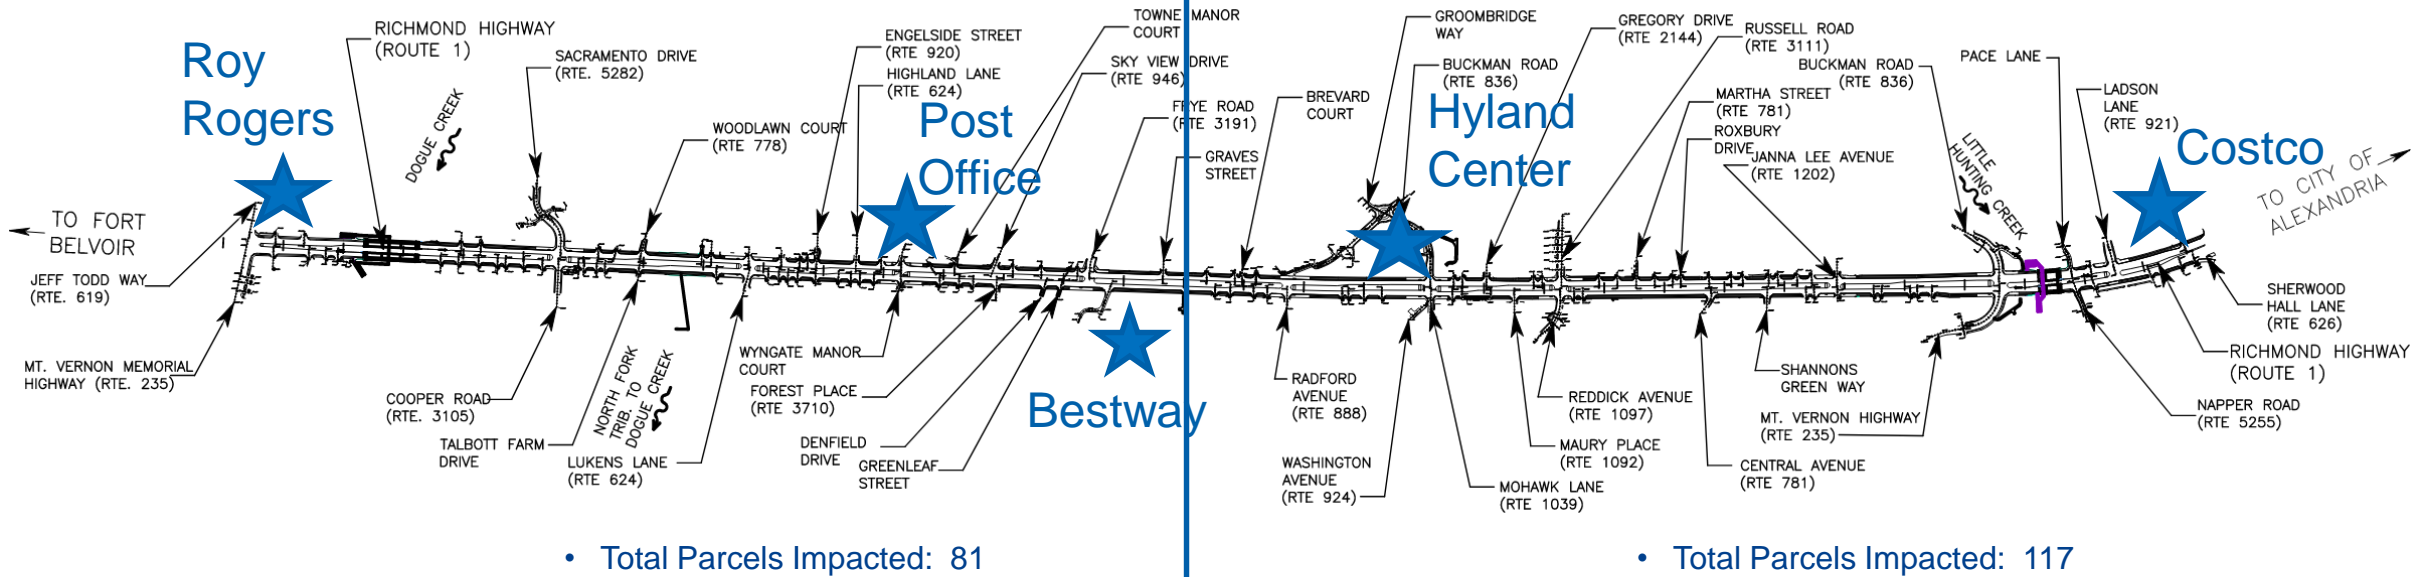 Roy
Rogers
RICHMOND HIGHWAY
(ROUTE 1)
DOGUE CREEK
SACRAMENTO DRIVE
(RTE. 5282)
WOODLAWN COURT
(RTE 778)
ENGELSIDE STREET
(RTE 920)
HIGHLAND LANE
(RTE 624)
Post
Office
TOWNE MANOR
COURT
SKY VIEW DRIVE
(RTE 946)
FRYE ROAD
(RTE 3191)
GRAVES
STREET
BREVARD
COURT
GROOMBRIDGE
WAY
BUCKMAN ROAD
(RTE 836)
Hyland
Center
GREGORY DRIVE
(RTE 2144)
RUSSELL ROAD
(RTE 3111)
MARTHA STREET
(RTE 781)
ROXBURY
DRIVE
JANNA LEE AVENUE
(RTE 1202)
BUCKMAN ROAD
(RTE 836)
LITTLE
HUNTING CREEK
PACE LANE
LADSON
LANE
(RTE 921)
Costco
TO CITY OF
ALEXANDRIA
TO FORT
BELVOIR
JEFF TODD WAY
(RTE. 619)
MT. VERNON MEMORIAL
HIGHWAY (RTE. 235)
COOPER ROAD
(RTE. 3105)
TALBOTT FARM
DRIVE
NORTH FORK
TRIB. TO
DOGUE CREEK
LUKENS LANE
(RTE 624)
WYNGATE MANOR
COURT
FOREST PLACE
(RTE 3710)
DENFIELD
DRIVE
GREENLEAF
STREET
Bestway
RADFORD
AVENUE
(RTE 888)
WASHINGTON
AVENUE
(RTE 924)
MOHAWK LANE
(RTE 1039)
MAURY PLACE
(RTE 1092)
REDDICK AVENUE
(RTE 1097)
CENTRAL AVENUE
(RTE 781)
SHANNONS
GREEN WAY
MT. VERNON HIGHWAY
(RTE 235)
NAPPER ROAD
(RTE 5255)
RICHMOND HIGHWAY
(ROUTE 1)
SHERWOOD
HALL LANE
(RTE 626)
• Total Parcels Impacted: 81
• Total Parcels Impacted: 117